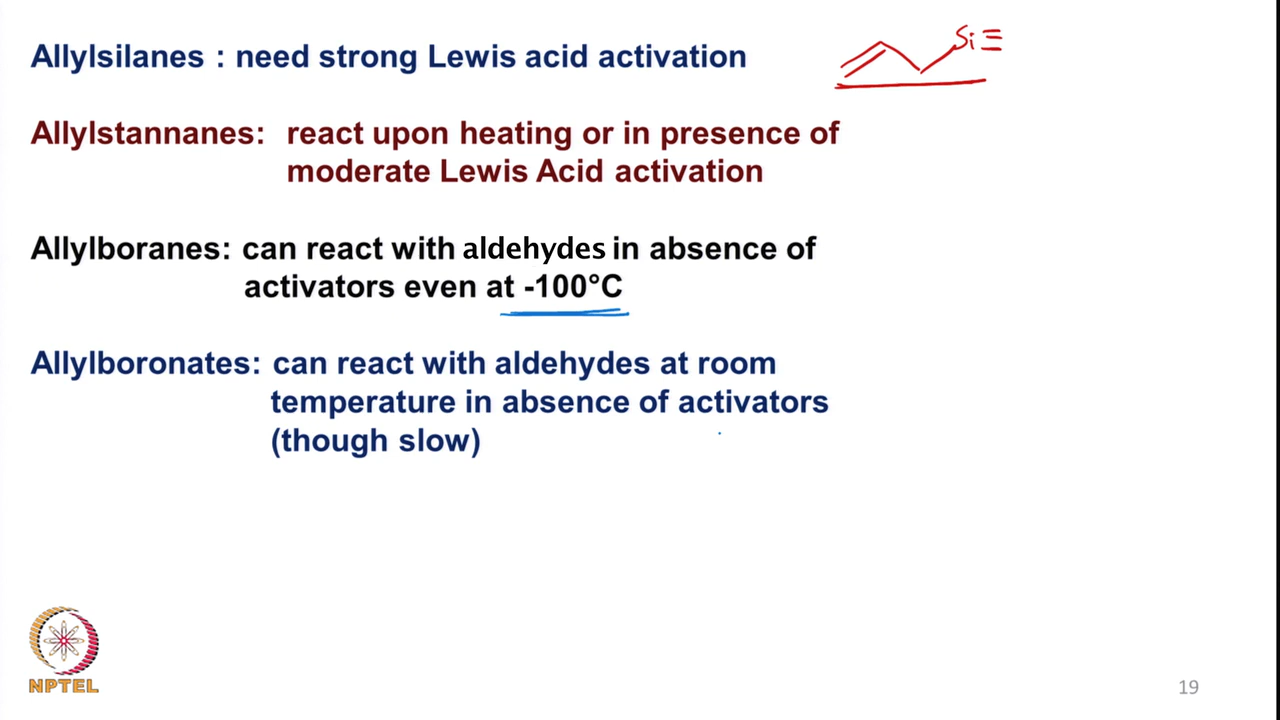 Allylsilanes : need strong Lewis acid activation
Si≡
Allylstannanes: react upon heating or in presence of
moderate Lewis Acid activation
Allylboranes: can react with aldehydes in absence of
activators even at -100°C
Allylboronates: can react with aldehydes at room
temperature in absence of activators
(though slow)
NPTEL
19